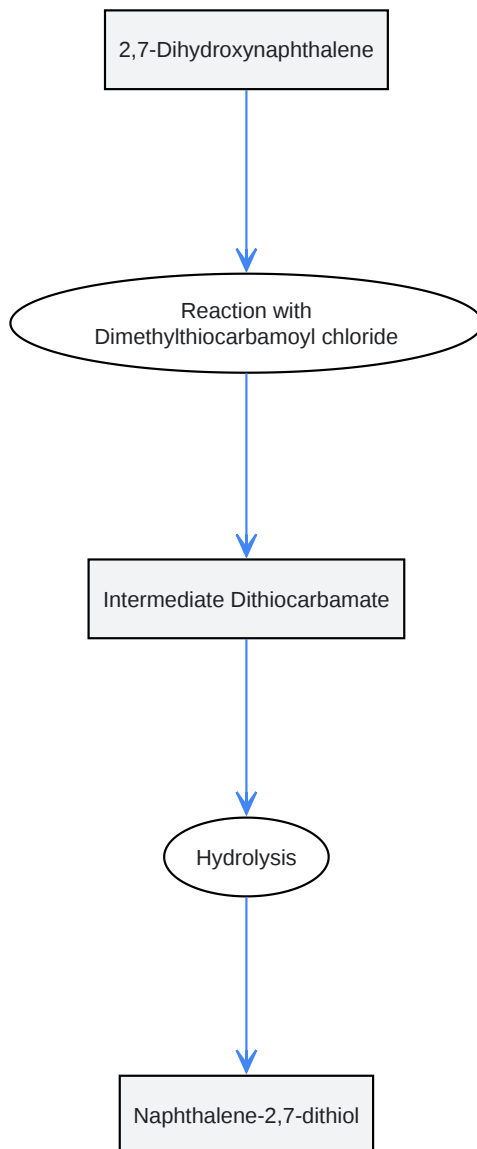 2,7-Dihydroxynaphthalene
Reaction with
Dimethylthiocarbamoyl chloride
Intermediate Dithiocarbamate
Hydrolysis
Naphthalene-2,7-dithiol